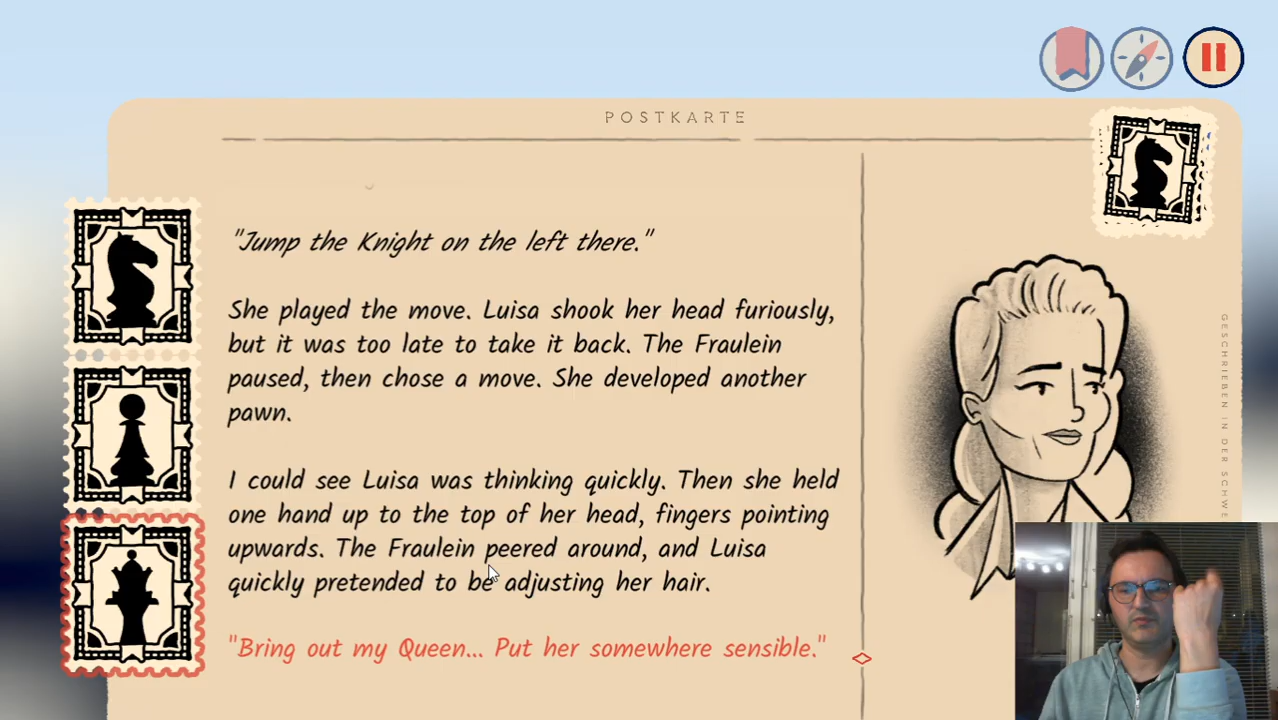 POSTKARTE
"Jump the Knight on the left there."
She played the move. Luisa shook her head furiously,
but it was too late to take it back. The Fraulein
paused, then chose a move. She developed another
pawn.
I could see Luisa was thinking quickly. Then she held
one hand up to the top of her head, fingers pointing
upwards. The Fraulein peered around, and Luisa
quickly pretended to be adjusting her hair.
"Bring out my Queen... Put her somewhere sensible."
GESCHRIEBEN IN DER SCHWE